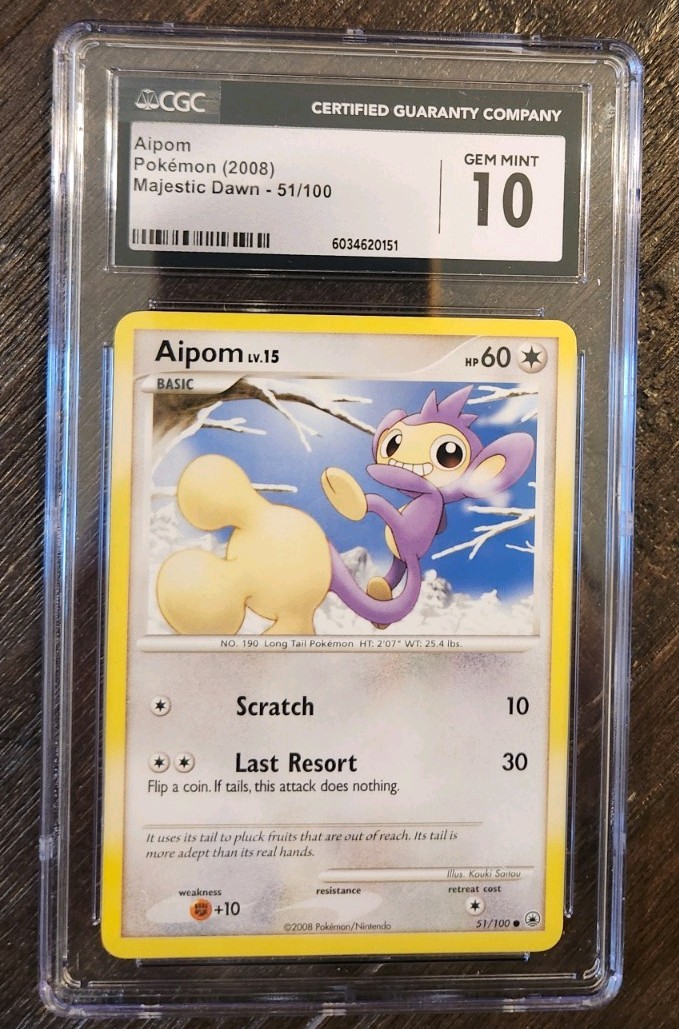 CGC
CERTIFIED GUARANTY COMPANY
Aipom
Pokémon (2008)
Majestic Dawn - 51/100
GEM MINT
10
6034620151
Aipom LV.15
HP 60
BASIC
NO. 190 Long Tail Pokémon HT: 2'07" WT: 25.4 lbs.
Scratch 10
Last Resort 30
Flip a coin. If tails, this attack does nothing.
It uses its tail to pluck fruits that are out of reach. Its tail is
more adept than its real hands.
Illus. Kouki Saitou
weakness resistance retreat cost
+10
©2008 Pokémon/Nintendo
51/100